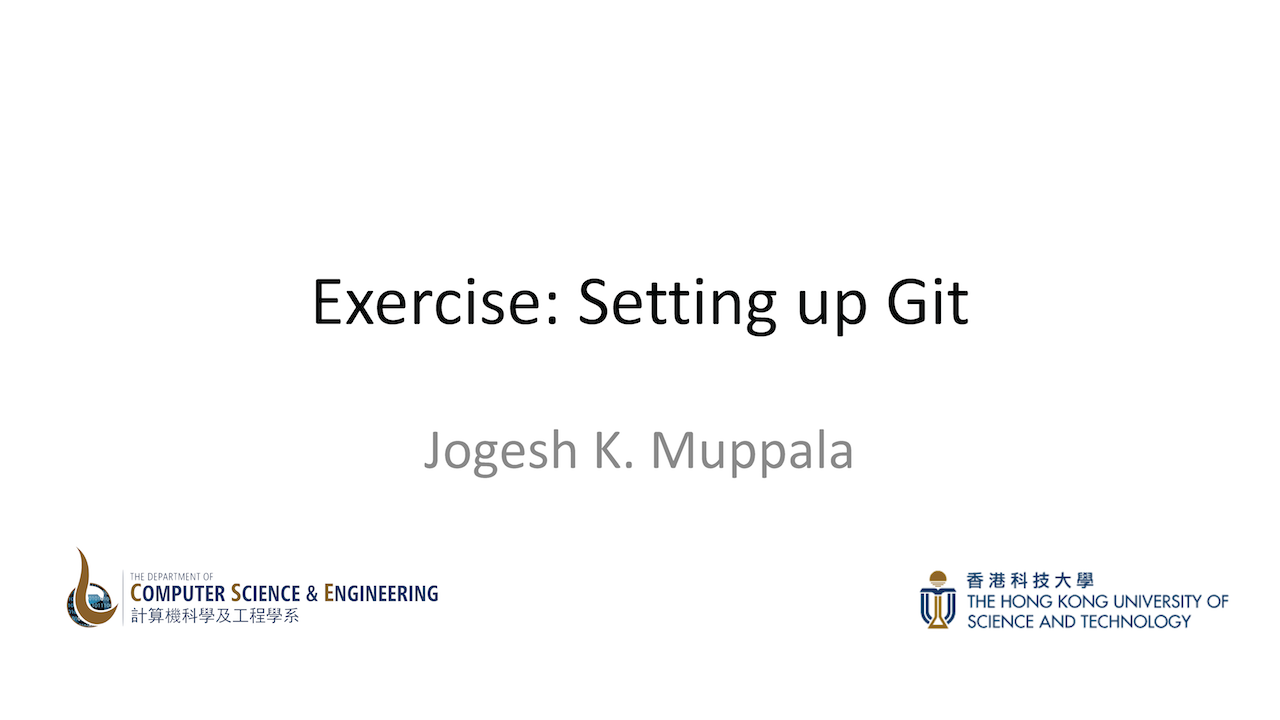 Exercise: Setting up Git
Jogesh K. Muppala
THE DEPARTMENT OF
COMPUTER SCIENCE & ENGINEERING
計算機科學及工程學系
香港科技大學
THE HONG KONG UNIVERSITY OF
SCIENCE AND TECHNOLOGY